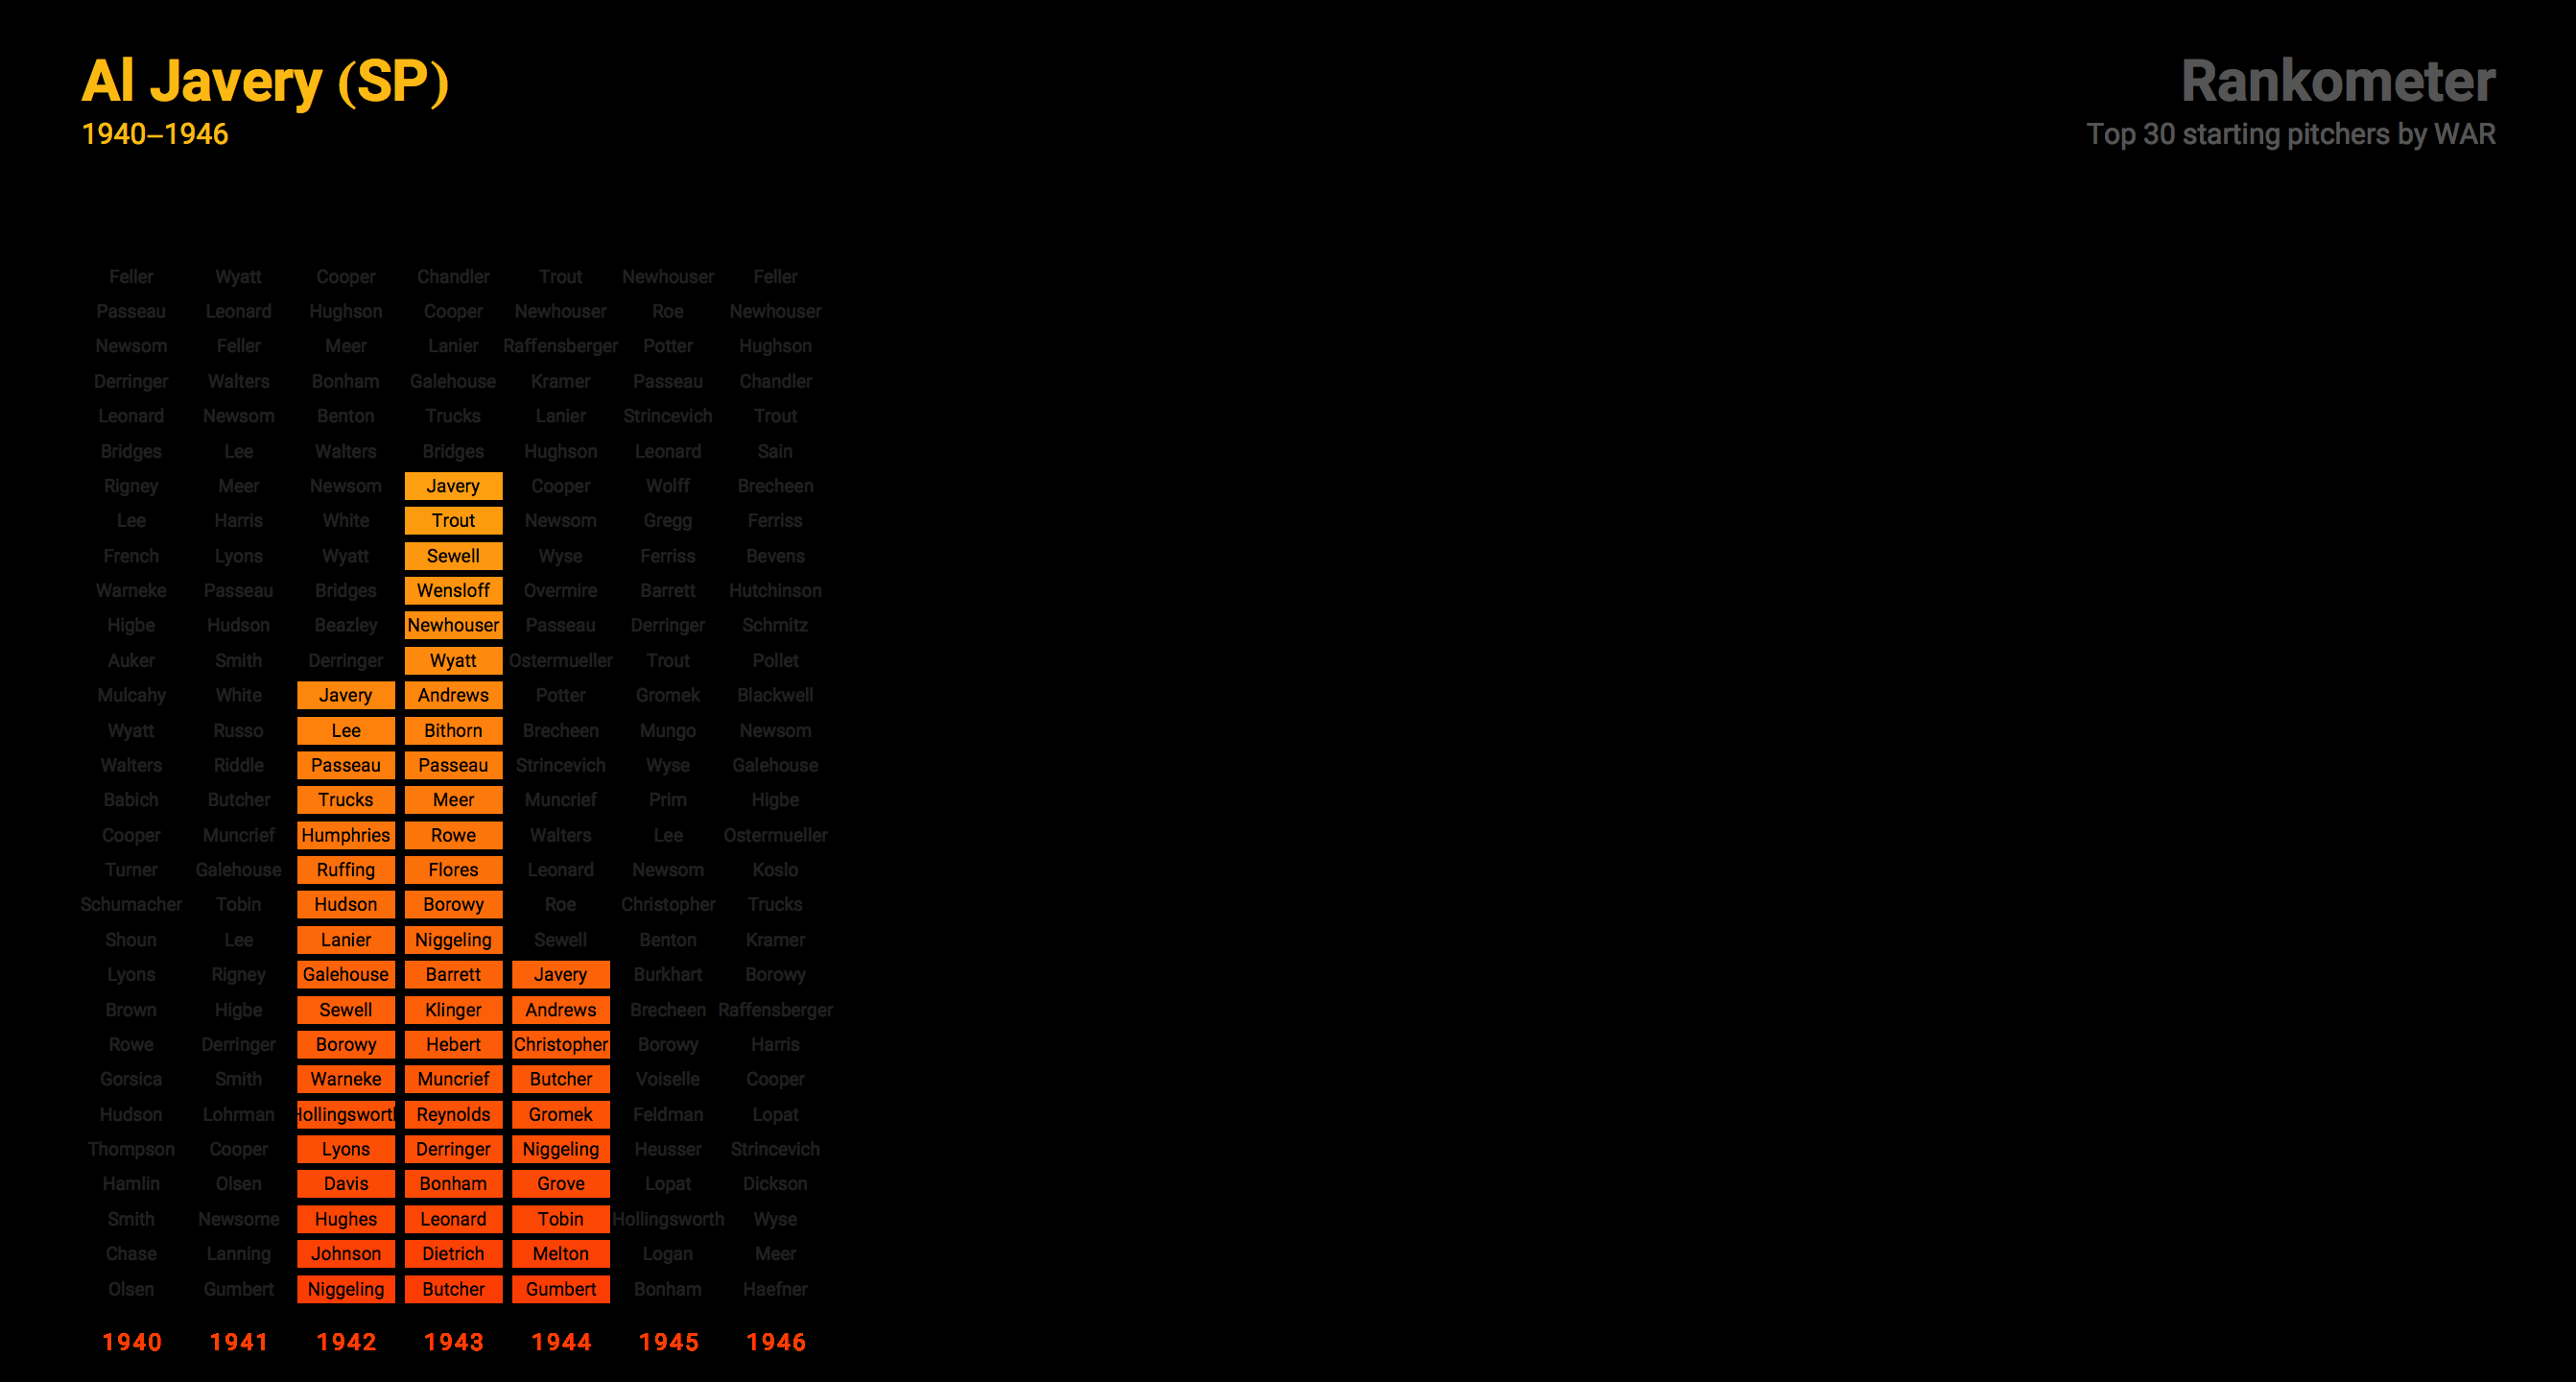 Al Javery (SP)
1940–1946
Rankometer
Top 30 starting pitchers by WAR
Feller Wyatt Cooper Chandler Trout Newhouser Feller
Passeau Leonard Hughson Cooper Newhouser Roe Newhouser
Newsom Feller Meer Lanier Raffensberger Potter Hughson
Derringer Walters Bonham Galehouse Kramer Passeau Chandler
Leonard Newsom Benton Trucks Lanier Strincevich Trout
Bridges Lee Walters Bridges Hughson Leonard Sain
Rigney Meer Newsom Javery Cooper Wolff Brecheen
Lee Harris White Trout Newsom Gregg Ferriss
French Lyons Wyatt Sewell Wyse Ferriss Bevens
Warneke Passeau Bridges Wensloff Overmire Barrett Hutchinson
Higbe Hudson Beazley Newhouser Passeau Derringer Schmitz
Auker Smith Derringer Wyatt Ostermueller Trout Pollet
Mulcahy White Javery Andrews Potter Gromek Blackwell
Wyatt Russo Lee Bithorn Brecheen Mungo Newsom
Walters Riddle Passeau Passeau Strincevich Wyse Galehouse
Babich Butcher Trucks Meer Muncrief Prim Higbe
Cooper Muncrief Humphries Rowe Walters Lee Ostermueller
Turner Galehouse Ruffing Flores Leonard Newsom Koslo
Schumacher Tobin Hudson Borowy Roe Christopher Trucks
Shoun Lee Lanier Niggeling Sewell Benton Kramer
Lyons Rigney Galehouse Barrett Javery Burkhart Borowy
Brown Higbe Sewell Klinger Andrews Brecheen Raffensberger
Rowe Derringer Borowy Hebert Christopher Borowy Harris
Gorsica Smith Warneke Muncrief Butcher Voiselle Cooper
Hudson Lohrman Hollingsworth Reynolds Gromek Feldman Lopat
Thompson Cooper Lyons Derringer Niggeling Heusser Strincevich
Hamlin Olsen Davis Bonham Grove Lopat Dickson
Smith Newsome Hughes Leonard Tobin Hollingsworth Wyse
Chase Lanning Johnson Dietrich Melton Logan Meer
Olsen Gumbert Niggeling Butcher Gumbert Bonham Haefner
1940 1941 1942 1943 1944 1945 1946